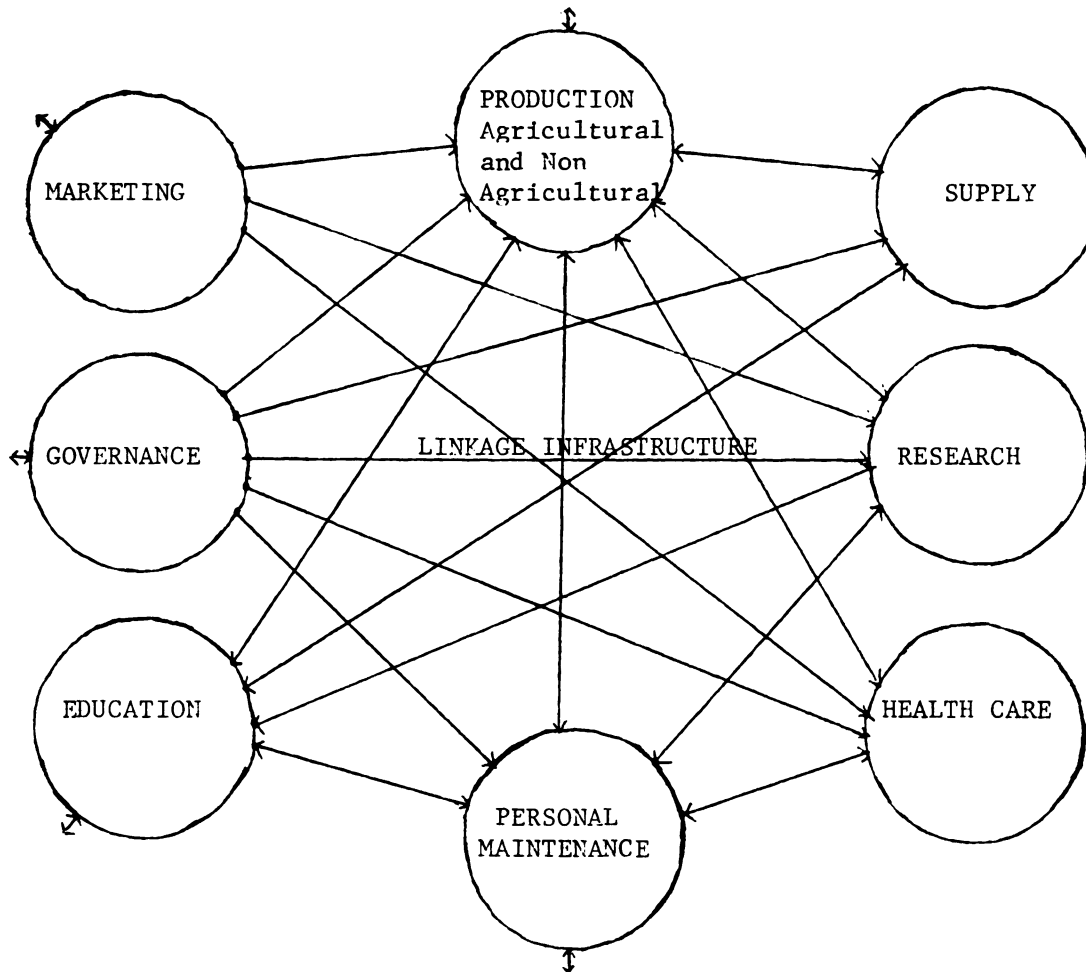 PRODUCTION
Agricultural
and Non
Agricultural
MARKETING
SUPPLY
GOVERNANCE
LINKAGE INFRASTRUCTURE
RESEARCH
EDUCATION
HEALTH CARE
PERSONAL
MAINTENANCE